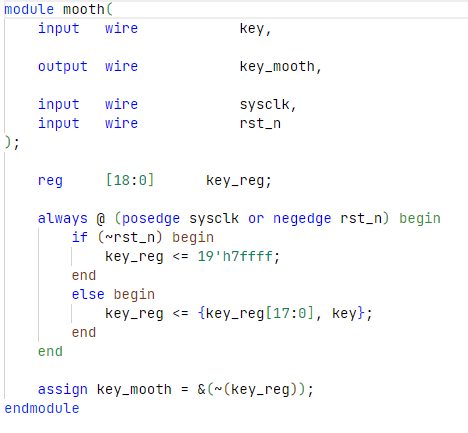 module mooth(
    input   wire            key,

    output  wire            key_mooth,

    input   wire            sysclk,
    input   wire            rst_n
);

    reg     [18:0]      key_reg;

    always @ (posedge sysclk or negedge rst_n) begin
        if (~rst_n) begin
            key_reg <= 19'h7ffff;
        end
        else begin
            key_reg <= {key_reg[17:0], key};
        end
    end

    assign key_mooth = &(~(key_reg));
endmodule